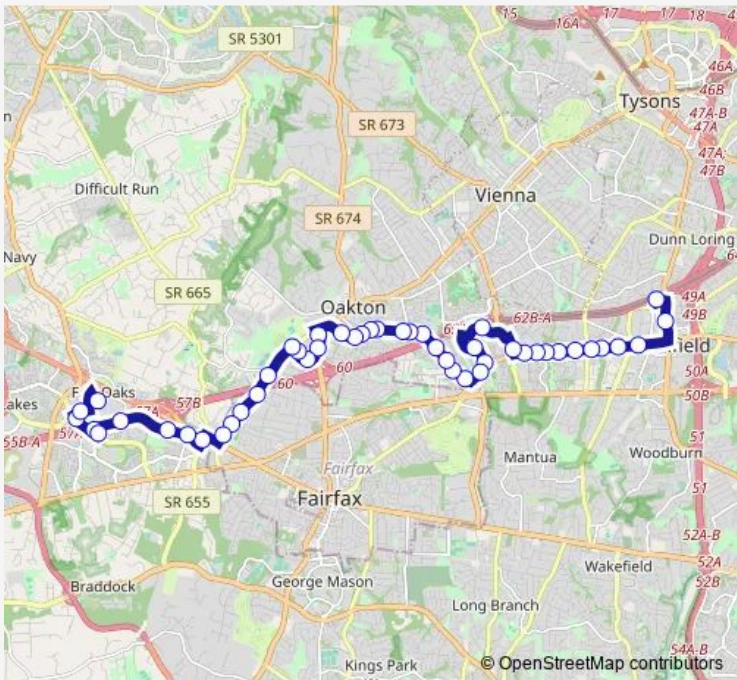 15
16A
17
18
17
SR 5301
46A
46B
Tysons
SR 673
47A-B
47A
47A;
47B
Difficult Run
Vienna
SR 674
Dunn Loring
Navy
SR 665
49A
Oakton
62B-A
49B
field
60
60
50A
Oaks
57B
Lakes
57A
50B
55B-A
51
Mantua
Woodburn
Fairfax
SR 655
Fairfax
51
52A-B
Wakefield
52A
George Mason
52B
Braddock
Long Branch
54A-B
Kings Park
© OpenStreetMap contributors